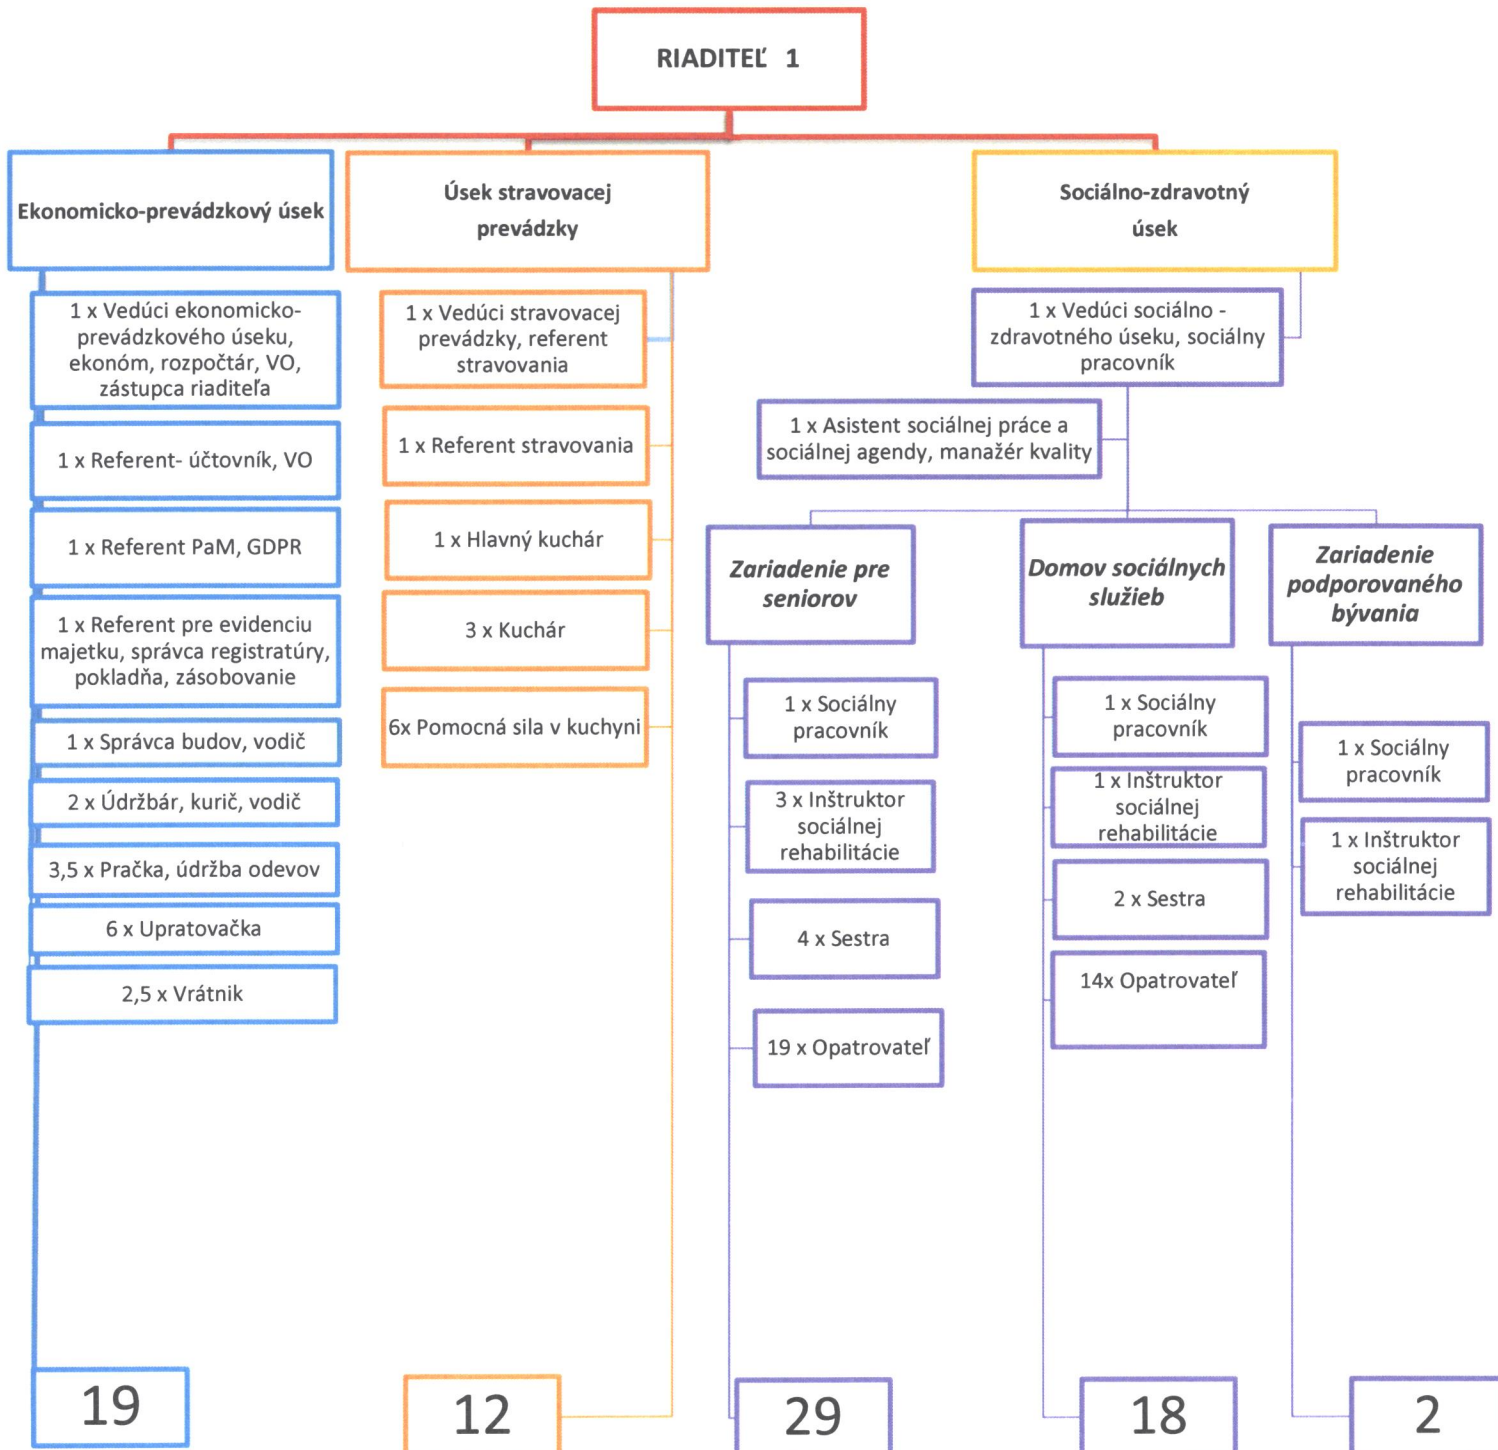 RIADITEĽ 1
Ekonomicko-prevádzkový úsek
Úsek stravovacej
prevádzky
Sociálno-zdravotný
úsek
1 x Vedúci ekonomicko-
prevádzkového úseku,
ekonóm, rozpočtár, VO,
zástupca riaditeľa
1 x Referent- účtovník, VO
1 x Referent PaM, GDPR
1 x Referent pre evidenciu
majetku, správca registratúry,
pokladňa, zásobovanie
1 x Správca budov, vodič
2 x Údržbár, kurič, vodič
3,5 x Pračka, údržba odevov
6 x Upratovačka
2,5 x Vrátnik
19
1 x Vedúci stravovacej
prevádzky, referent
stravovania
1 x Referent stravovania
1 x Hlavný kuchár
3 x Kuchár
6x Pomocná sila v kuchyni
12
1 x Vedúci sociálno -
zdravotného úseku, sociálny
pracovník
1 x Asistent sociálnej práce a
sociálnej agendy, manažér kvality
Zariadenie pre
seniorov
1 x Sociálny
pracovník
3 x Inštruktor
sociálnej
rehabilitácie
4 x Sestra
19 x Opatrovateľ
29
Domov sociálnych
služieb
1 x Sociálny
pracovník
1 x Inštruktor
sociálnej
rehabilitácie
2 x Sestra
14x Opatrovateľ
18
Zariadenie
podporovaného
bývania
1 x Sociálny
pracovník
1 x Inštruktor
sociálnej
rehabilitácie
2